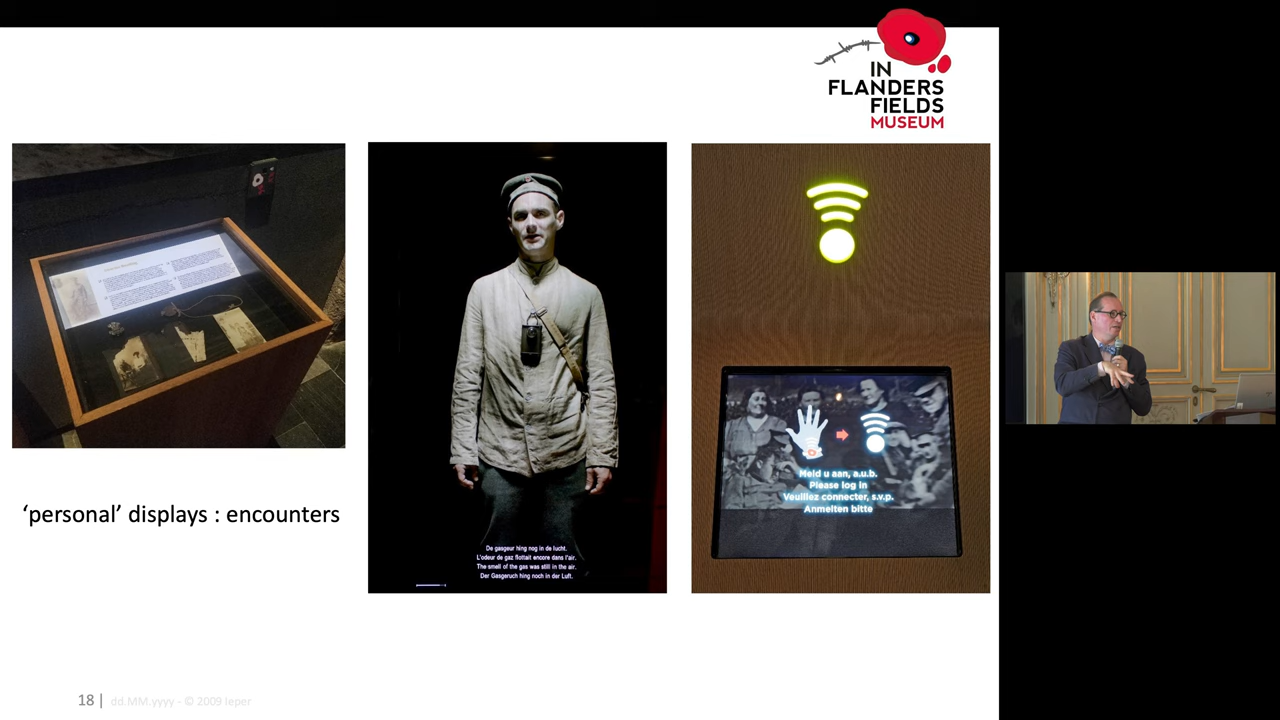 IN
FLANDERS
FIELDS
MUSEUM
'personal' displays : encounters
De gasgeur hing nog in de lucht.
L'odeur de gaz flottait encore dans l'air.
The smell of the gas was still in the air.
Der Gasgeruch hing noch in der Luft.
Meld u aan, a.u.b.
Please log in
Veuillez connecter, s.v.p.
Anmelten bitte
18 | dd.MM.yyyy - © 2009 Ieper